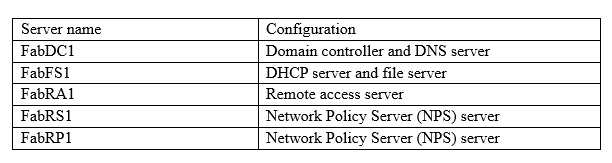 Server name Configuration
FabDC1 Domain controller and DNS server
FabFS1 DHCP server and file server
FabRA1 Remote access server
FabRS1 Network Policy Server (NPS) server
FabRP1 Network Policy Server (NPS) server